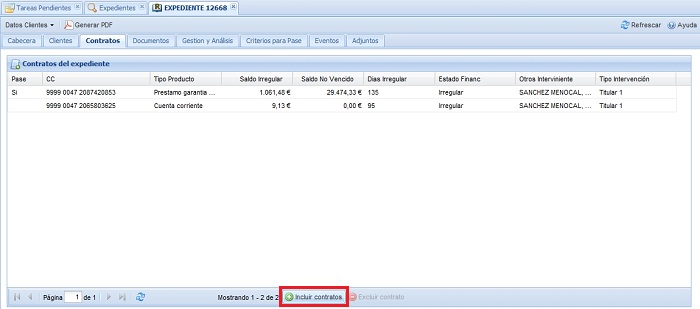 Tareas Pendientes Expedientes EXPEDIENTE 12668
Datos Clientes Generar PDF Refrescar Ayuda
Cabecera Clientes Contratos Documentos Gestion y Análisis Criterios para Pase Eventos Adjuntos
Contratos del expediente
Pase CC Tipo Producto Saldo Irregular Saldo No Vencido Dias Irregular Estado Financ Otros Interviniente Tipo Intervención
Si 9999 0047 2087420853 Prestamo garantia ... 1.061,48 € 29.474,33 € 135 Irregular SANCHEZ MENOCAL, ... Titular 1
9999 0047 2065803625 Cuenta corriente 9,13 € 0,00 € 95 Irregular SANCHEZ MENOCAL, ... Titular 1
Página 1 de 1 Mostrando 1 - 2 de 2 Incluir contratos Excluir contrato